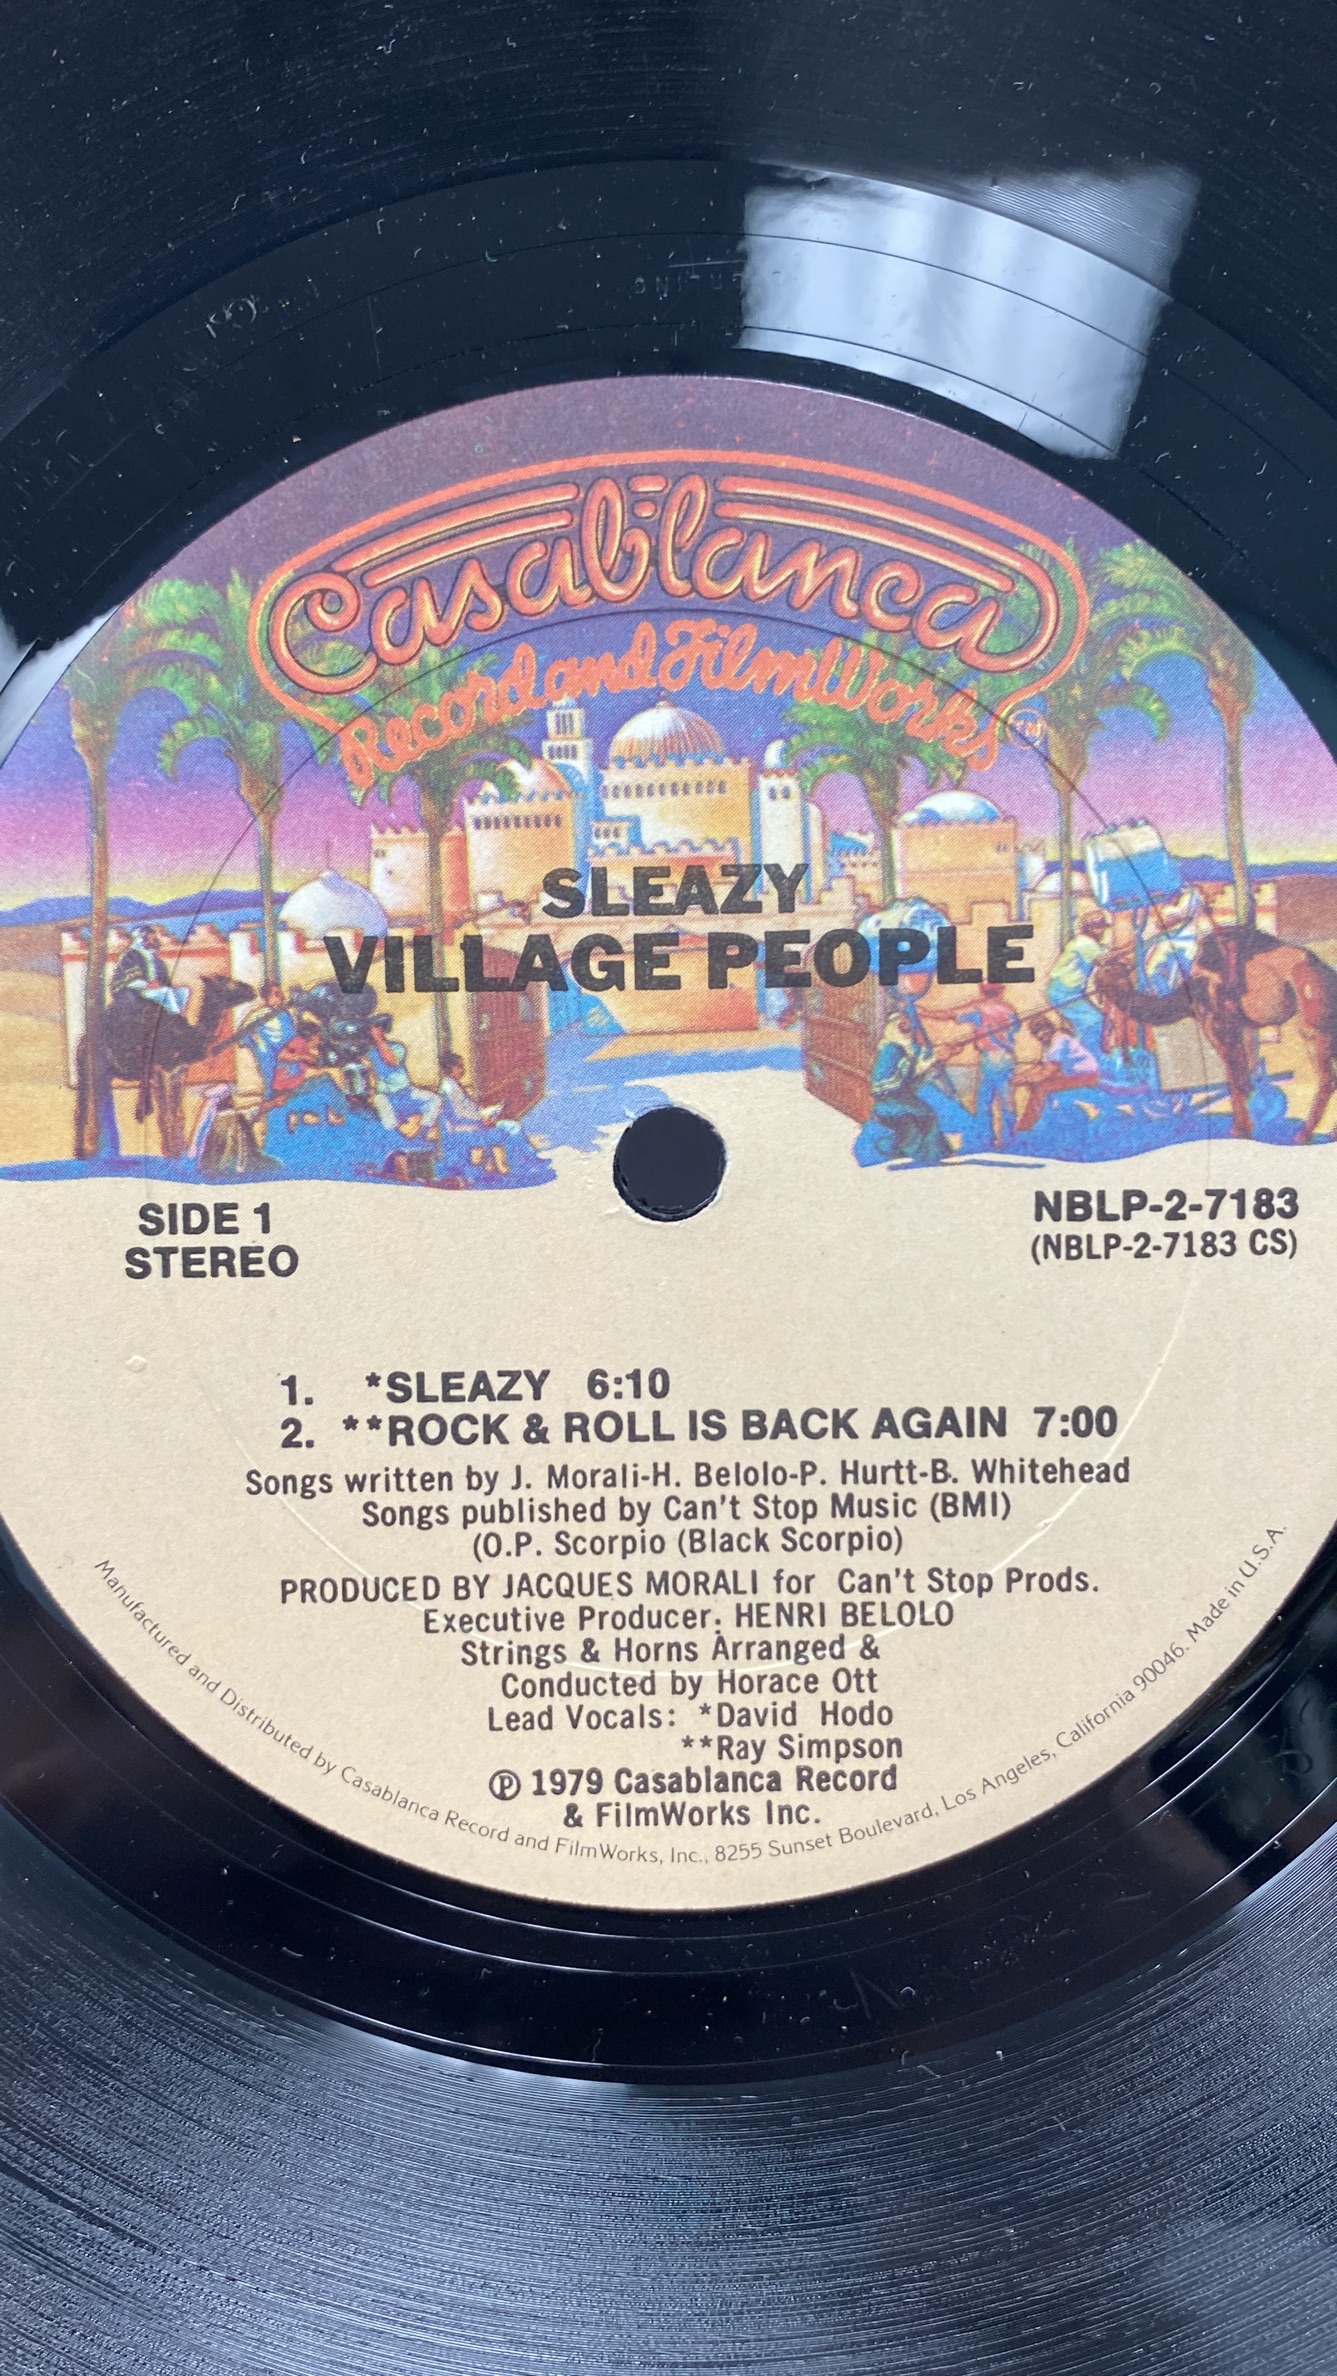 Casablanca
Record and FilmWorks TM
SLEAZY
VILLAGE PEOPLE
SIDE 1
STEREO
NBLP-2-7183
(NBLP-2-7183 CS)
1. *SLEAZY 6:10
2. **ROCK & ROLL IS BACK AGAIN 7:00
Songs written by J. Morali-H. Belolo-P. Hurtt-B. Whitehead
Songs published by Can't Stop Music (BMI)
(O.P. Scorpio (Black Scorpio)
PRODUCED BY JACQUES MORALI for Can't Stop Prods.
Executive Producer: HENRI BELOLO
Strings & Horns Arranged &
Conducted by Horace Ott
Lead Vocals: *David Hodo
**Ray Simpson
℗ 1979 Casablanca Record
& FilmWorks Inc.
Manufactured and Distributed by Casablanca Record and FilmWorks, Inc., 8255 Sunset Boulevard, Los Angeles, California 90046. Made in U.S.A.